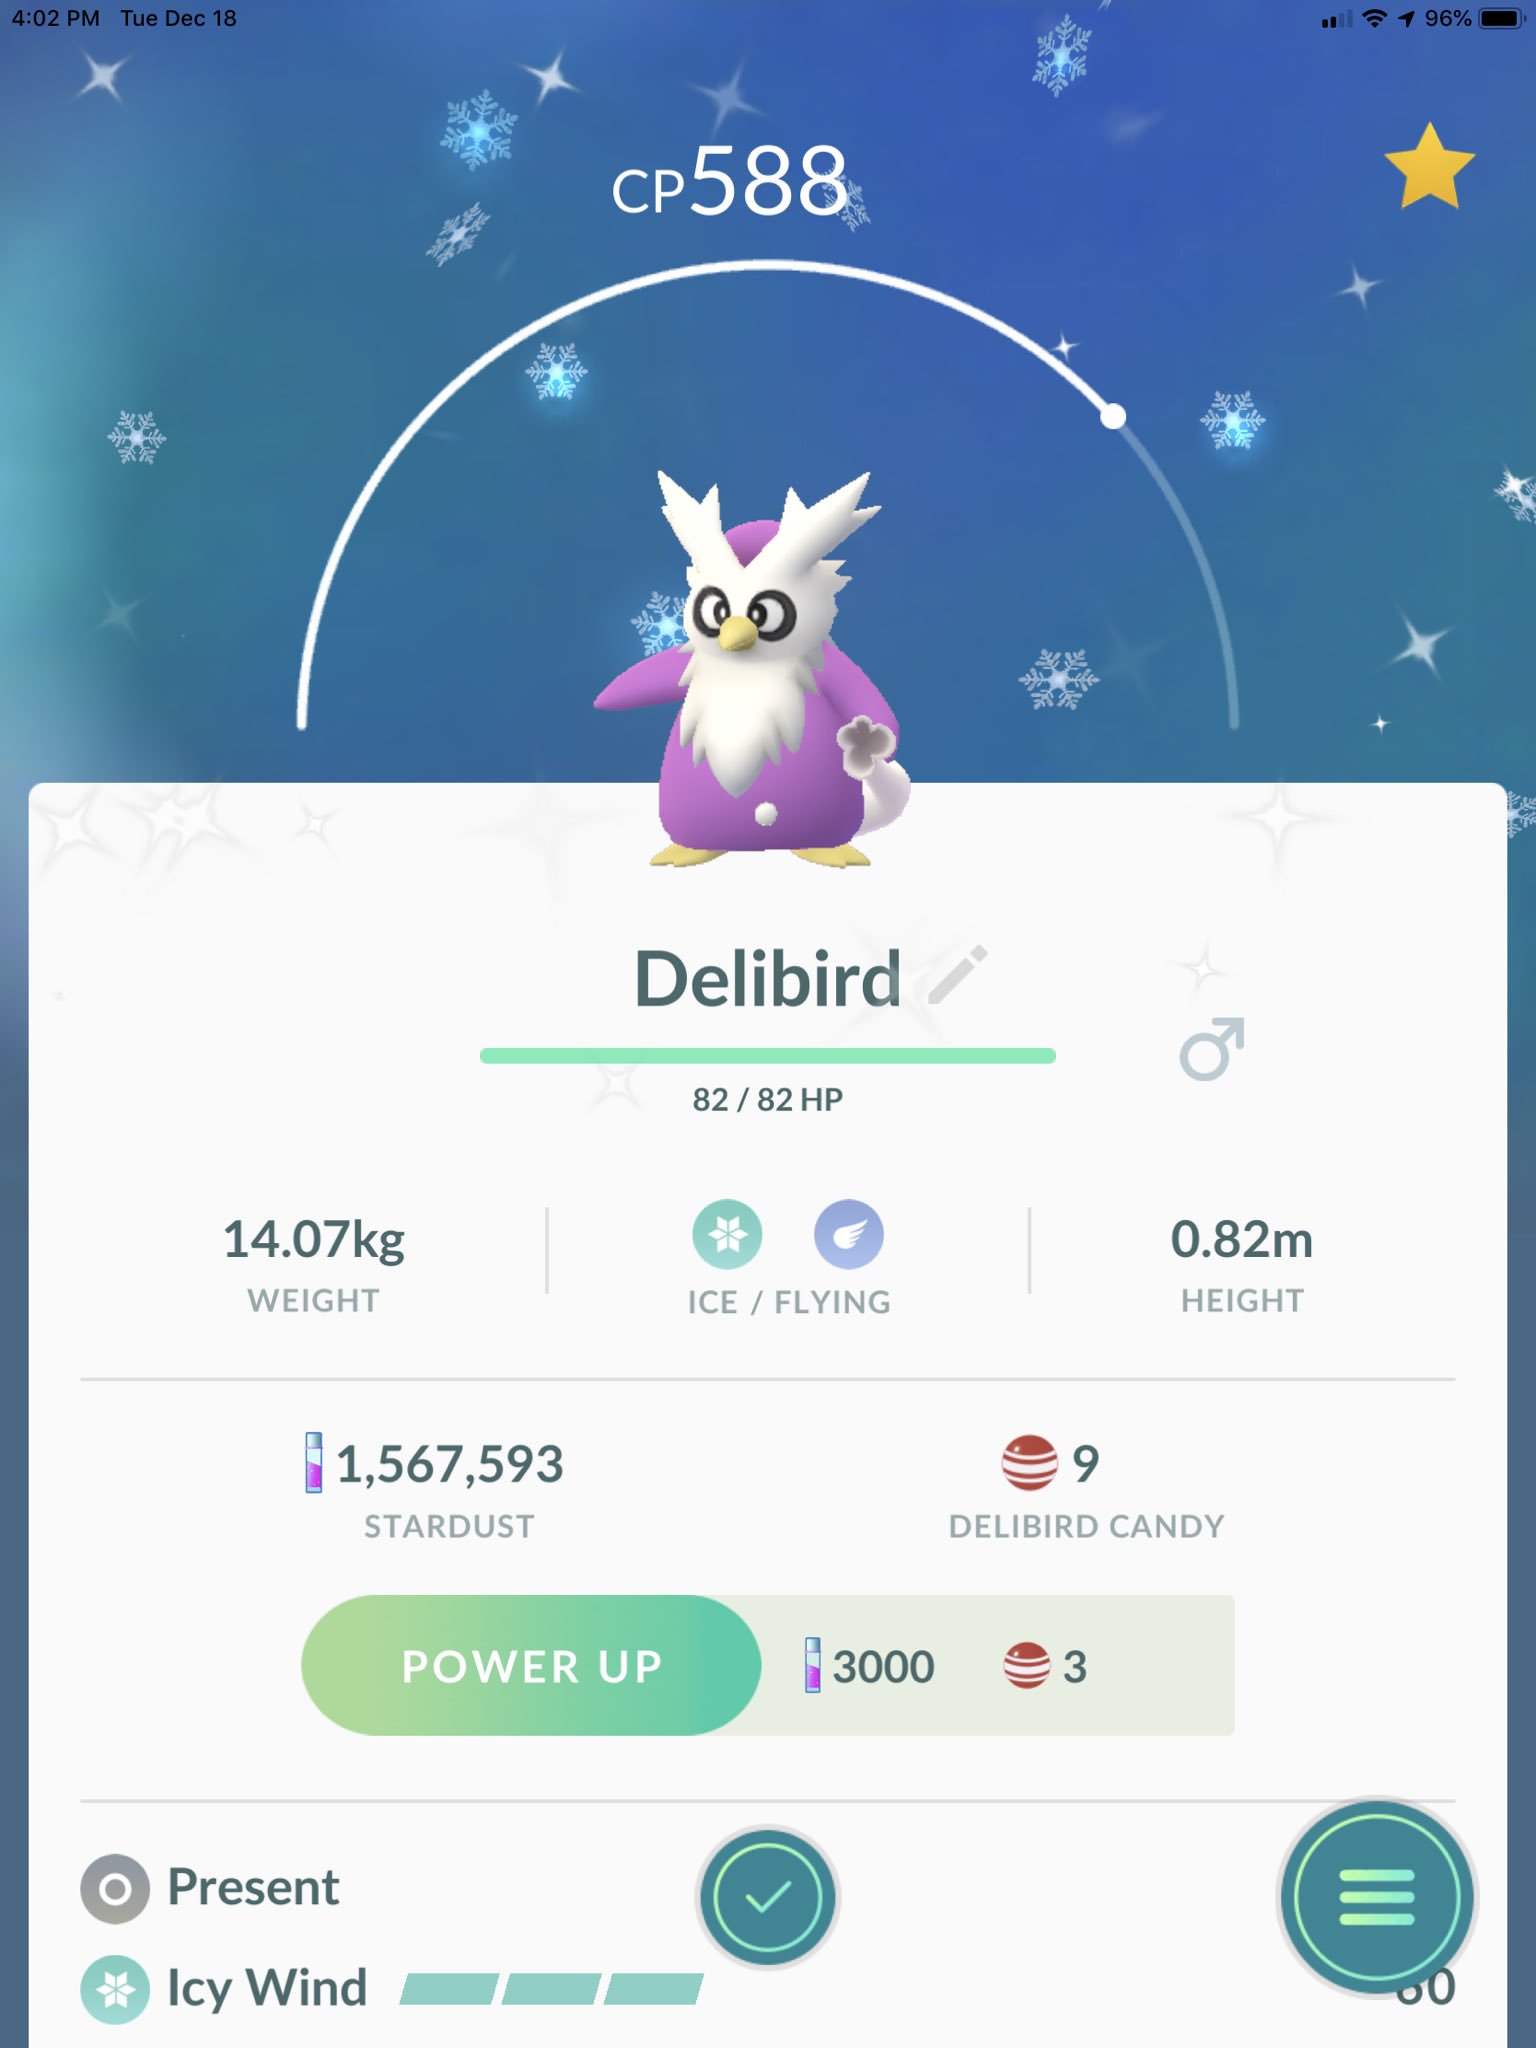 4:02 PM Tue Dec 18 96%
CP588
Delibird
82 / 82 HP
14.07kg
WEIGHT
ICE / FLYING
0.82m
HEIGHT
1,567,593
STARDUST
9
DELIBIRD CANDY
POWER UP 3000 3
Present
Icy Wind 60